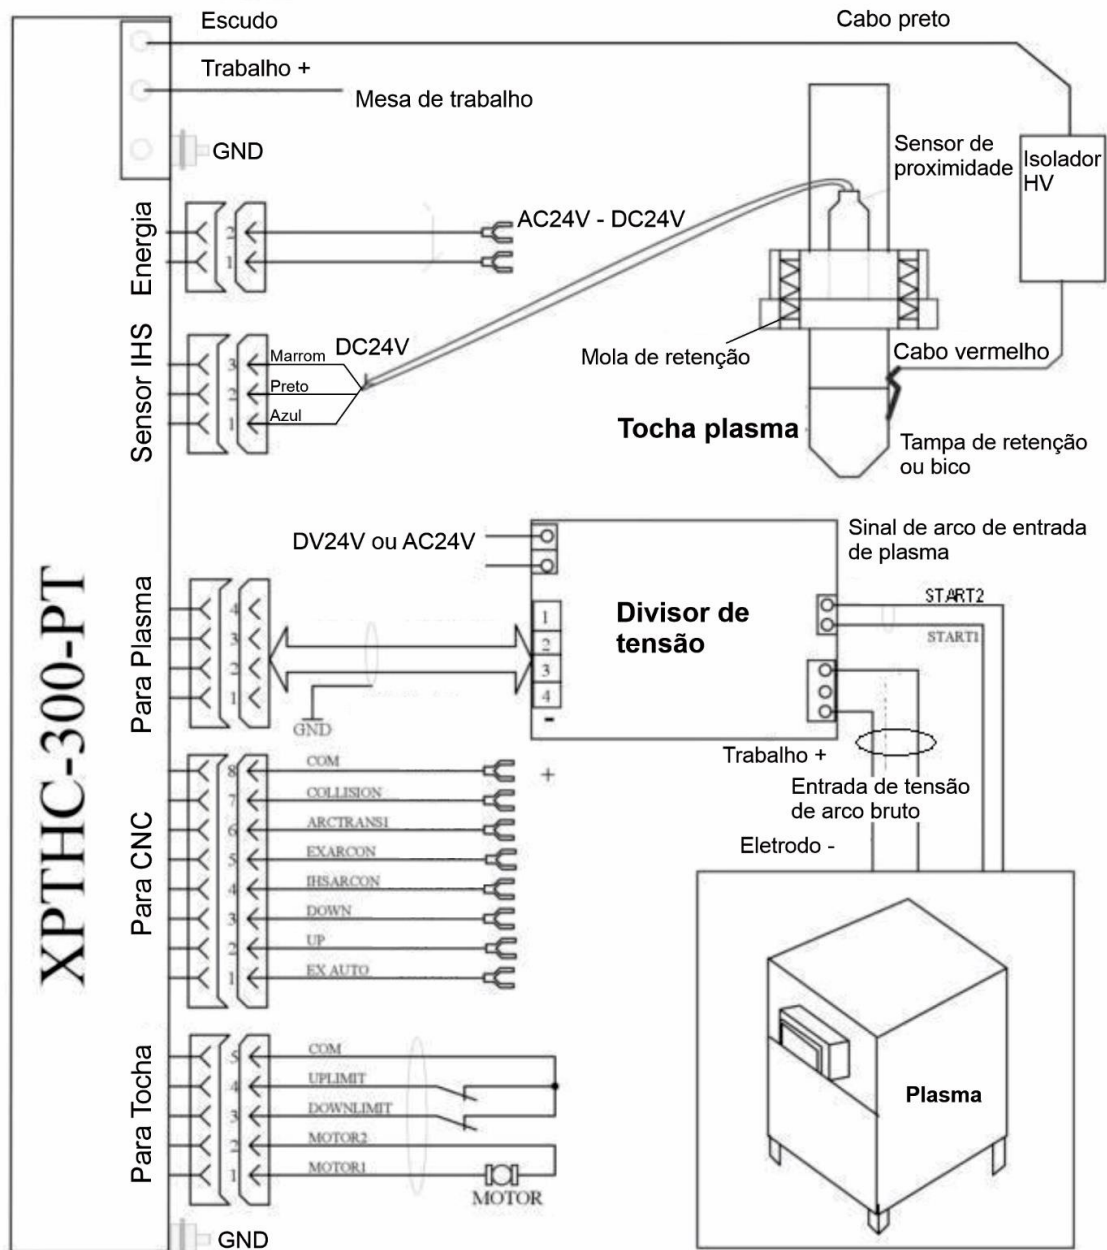 Escudo
Cabo preto
Trabalho +
Mesa de trabalho
GND
Sensor de
proximidade
Isolador
HV
Energia
2
1
AC24V - DC24V
Sensor IHS
3
2
1
Marrom
Preto
Azul
DC24V
Mola de retenção
Cabo vermelho
Tocha plasma
Tampa de retenção
ou bico
XPTHC-300-PT
Para Plasma
4
3
2
1
GND
DV24V ou AC24V
1
2
3
4
-
+
Divisor de
tensão
Sinal de arco de entrada
de plasma
START2
START1
Trabalho +
Entrada de tensão
de arco bruto
Eletrodo -
Para CNC
8 COM
7 COLLISION
6 ARCTRANS1
5 EXARCON
4 IHSARCON
3 DOWN
2 UP
1 EX AUTO
Para Tocha
5 COM
4 UPLIMIT
3 DOWNLIMIT
2 MOTOR2
1 MOTOR1
MOTOR
Plasma
GND